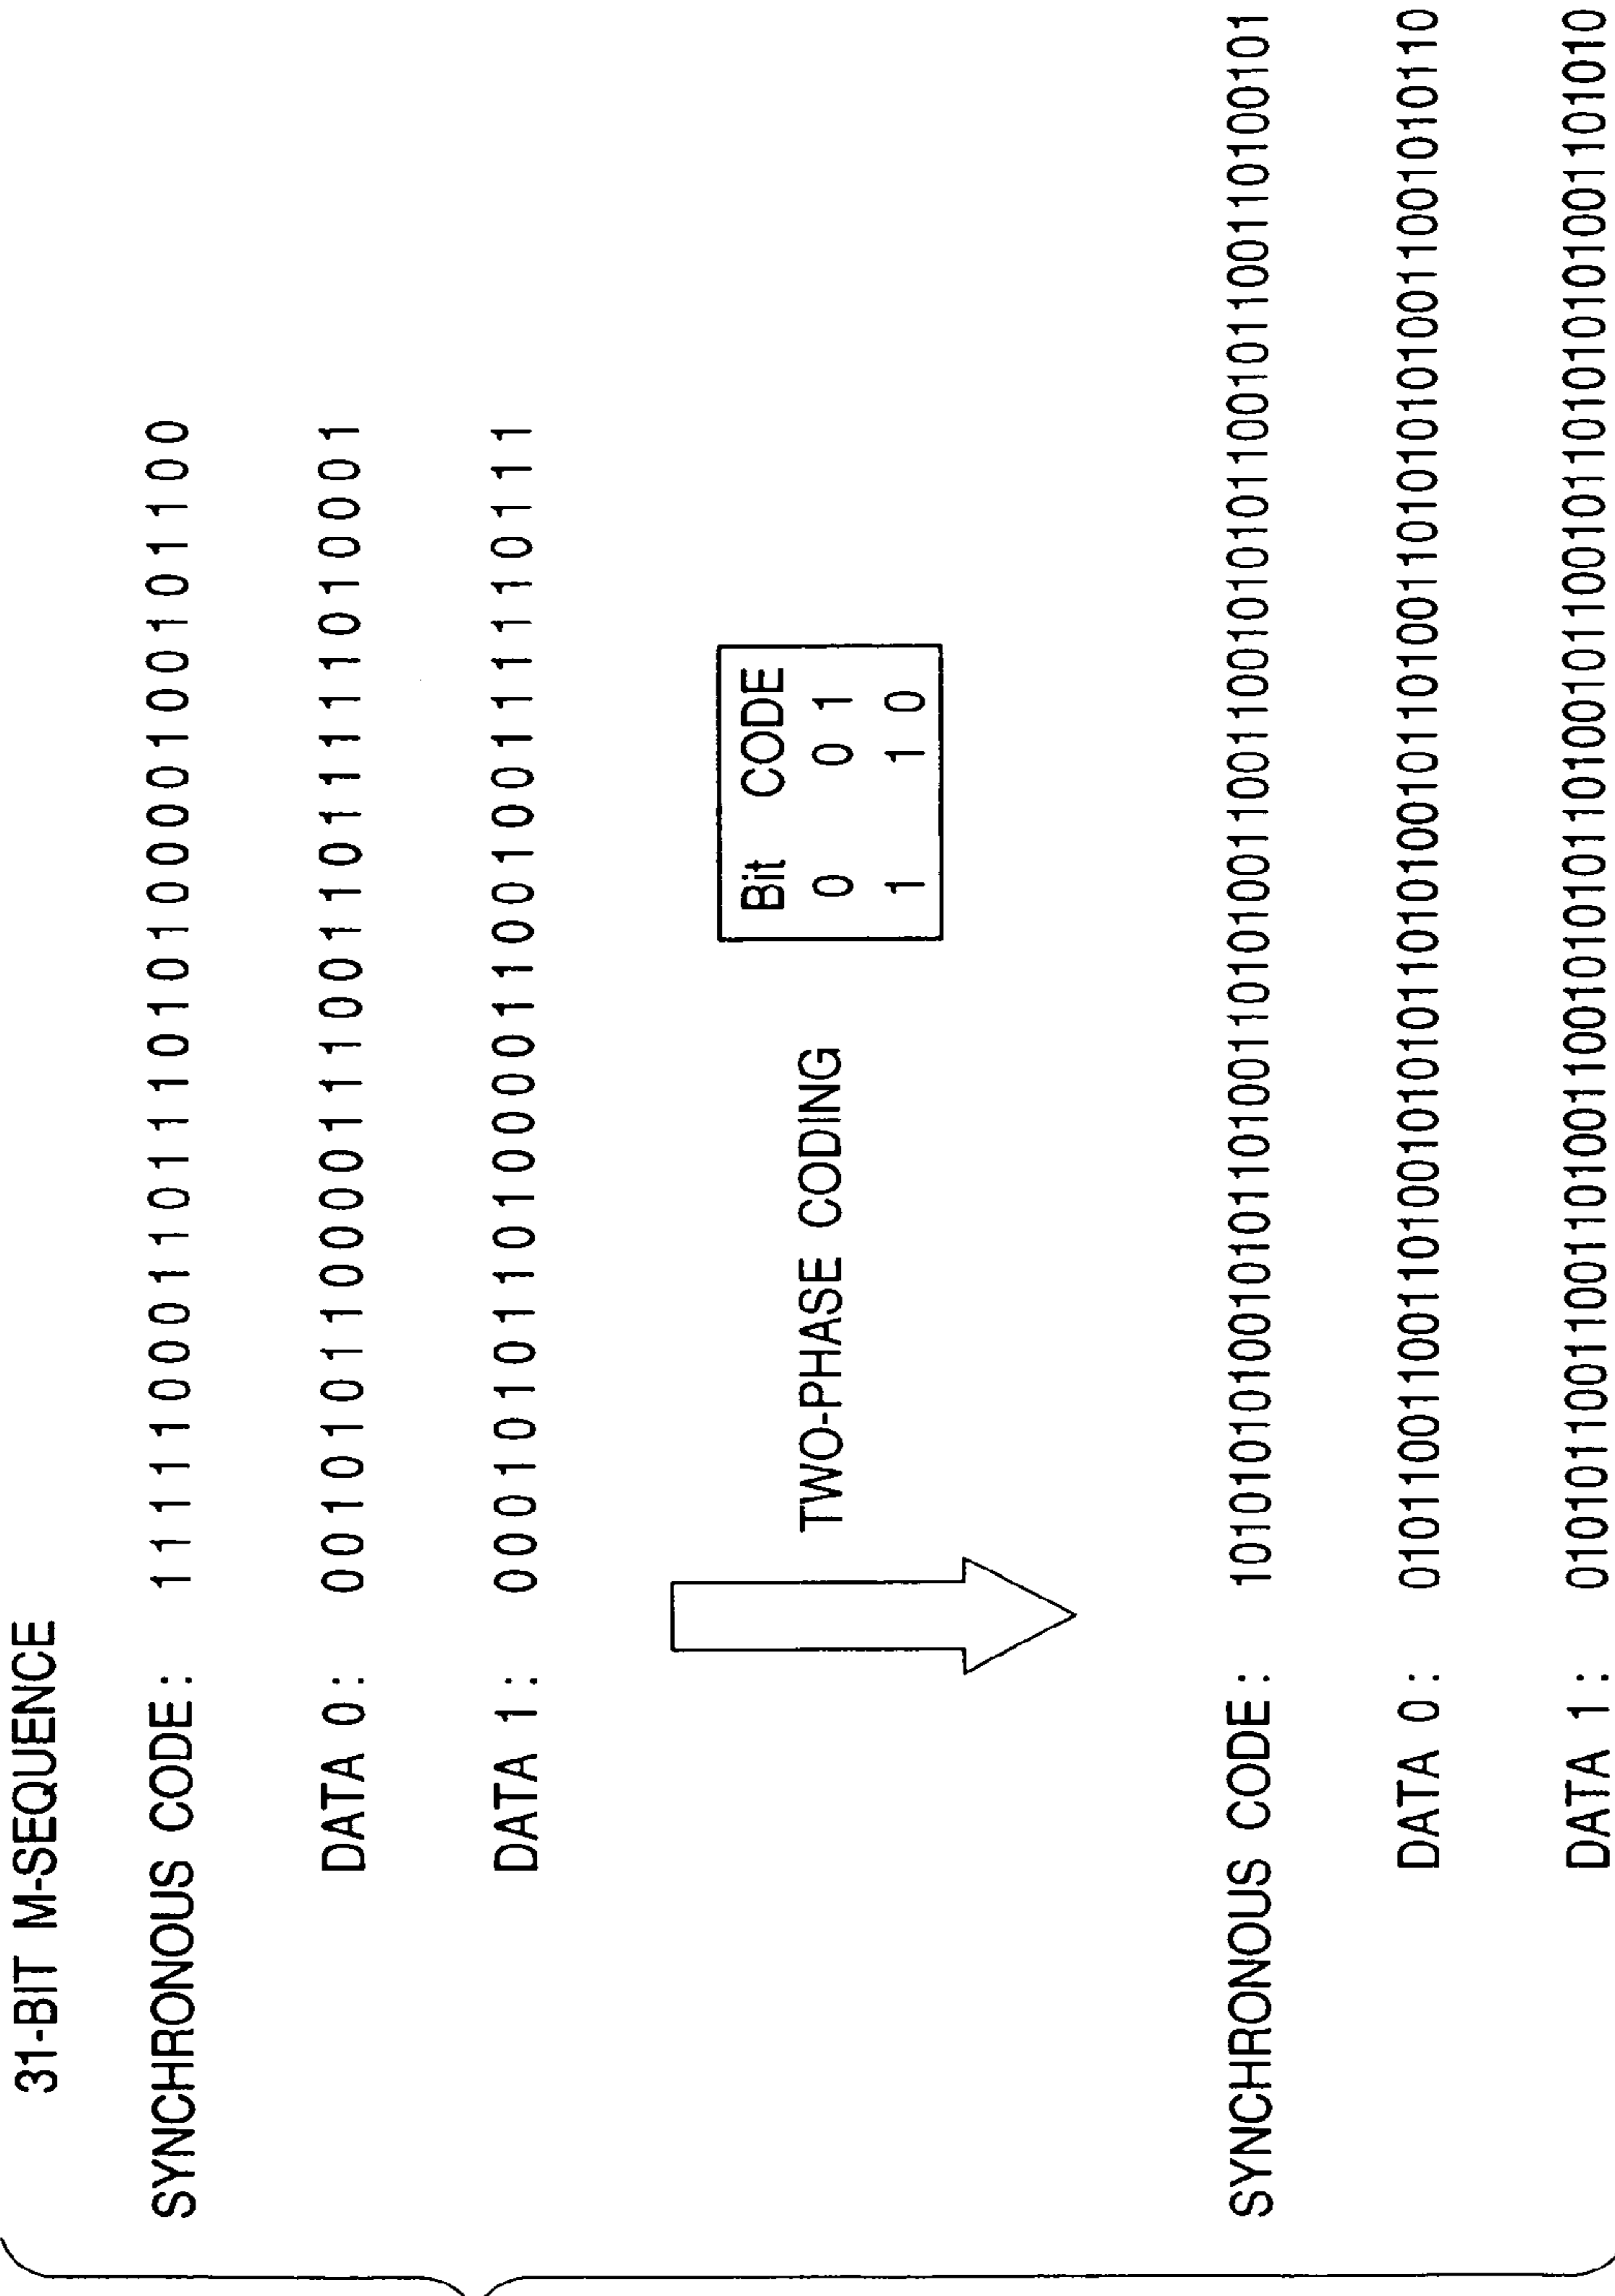 31-BIT M-SEQUENCE
SYNCHRONOUS CODE: 1 1 1 1 1 0 0 0 1 1 0 1 1 1 0 1 0 1 0 0 0 0 1 0 0 1 0 1 1 0 0
DATA 0: 0 0 1 0 1 0 1 1 0 0 0 0 1 1 1 0 0 1 1 0 1 1 1 1 1 0 1 0 0 0 1
DATA 1: 0 0 0 1 0 1 0 1 1 0 1 0 0 0 0 1 1 0 0 1 0 0 1 1 1 1 1 0 1 1 1
TWO-PHASE CODING
Bit CODE
0 0 1
1 1 0
SYNCHRONOUS CODE: 10101010100101011010011010100110011001010101100101100110100101
DATA 0: 01011001100110100101010110101001011010011010101010011001010110
DATA 1: 01010110011001101001100101010110100101100101101010101001101010